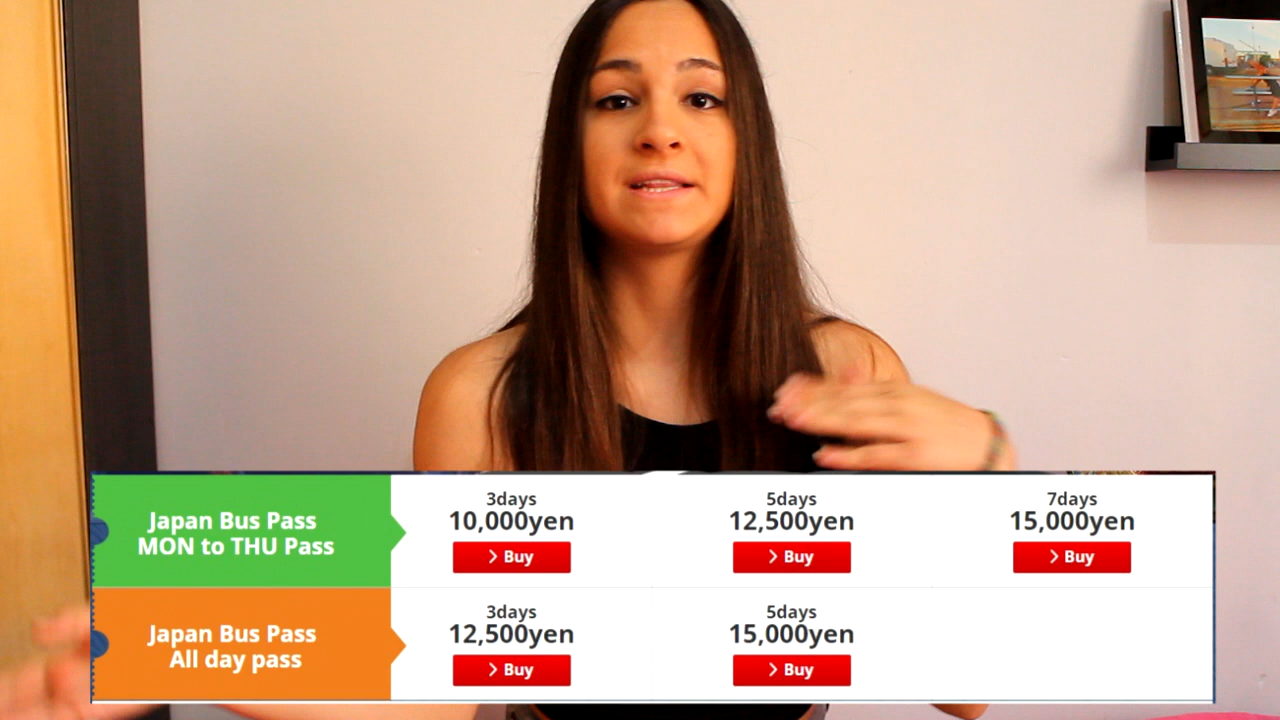 Japan Bus Pass
MON to THU Pass
3days
10,000yen
> Buy
5days
12,500yen
> Buy
7days
15,000yen
> Buy
Japan Bus Pass
All day pass
3days
12,500yen
> Buy
5days
15,000yen
> Buy